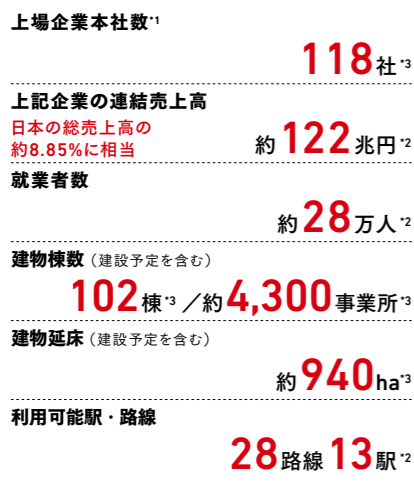 上場企業本社数*1
118社*3
上記企業の連結売上高
日本の総売上高の
約8.85%に相当
約122兆円*2
就業者数
約28万人*2
建物棟数（建設予定を含む）
102棟*3／約4,300事業所*3
建物延床（建設予定を含む）
約940ha*3
利用可能駅・路線
28路線13駅*2